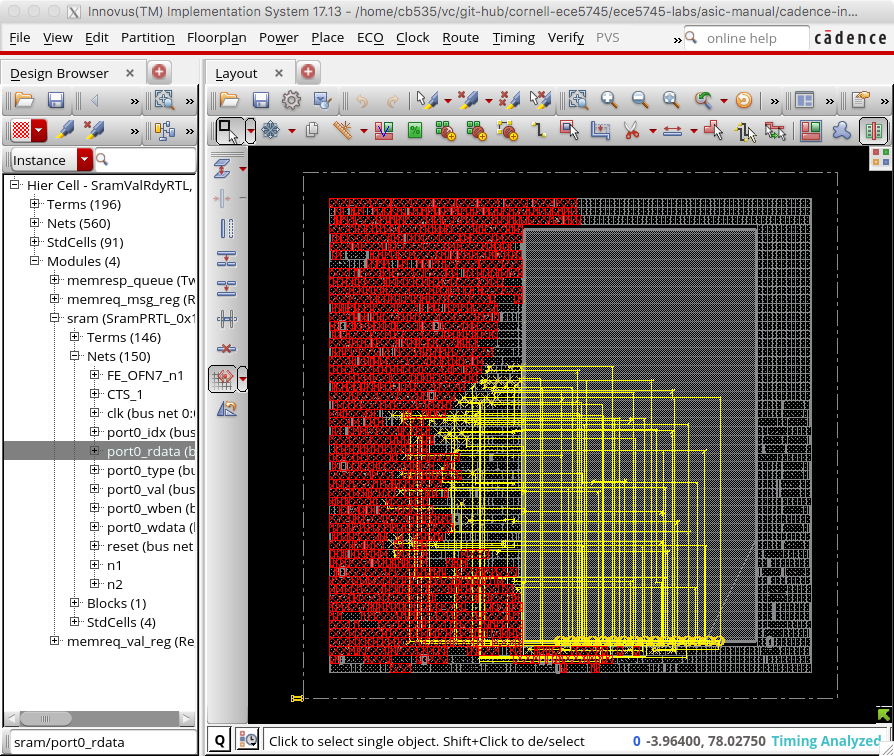 Innovus(TM) Implementation System 17.13 - /home/cb535/vc/git-hub/cornell-ece5745/ece5745-labs/asic-manual/cadence-in...
File View Edit Partition Floorplan Power Place ECO Clock Route Timing Verify PVS » online help cādence
Design Browser Layout
» »
» »
» »
Instance
Hier Cell - SramValRdyRTL,
Terms (196)
Nets (560)
StdCells (91)
Modules (4)
memresp_queue (Tw
memreq_msg_reg (R
sram (SramPRTL_0x1
Terms (146)
Nets (150)
FE_OFN7_n1
CTS_1
clk (bus net 0:
port0_idx (bus
port0_rdata (b
port0_type (bu
port0_val (bus
port0_wben (b
port0_wdata (
reset (bus net
n1
n2
Blocks (1)
StdCells (4)
memreq_val_reg (Re
sram/port0_rdata
Q Click to select single object. Shift+Click to de/select 0 -3.96400, 78.02750 Timing Analyzed